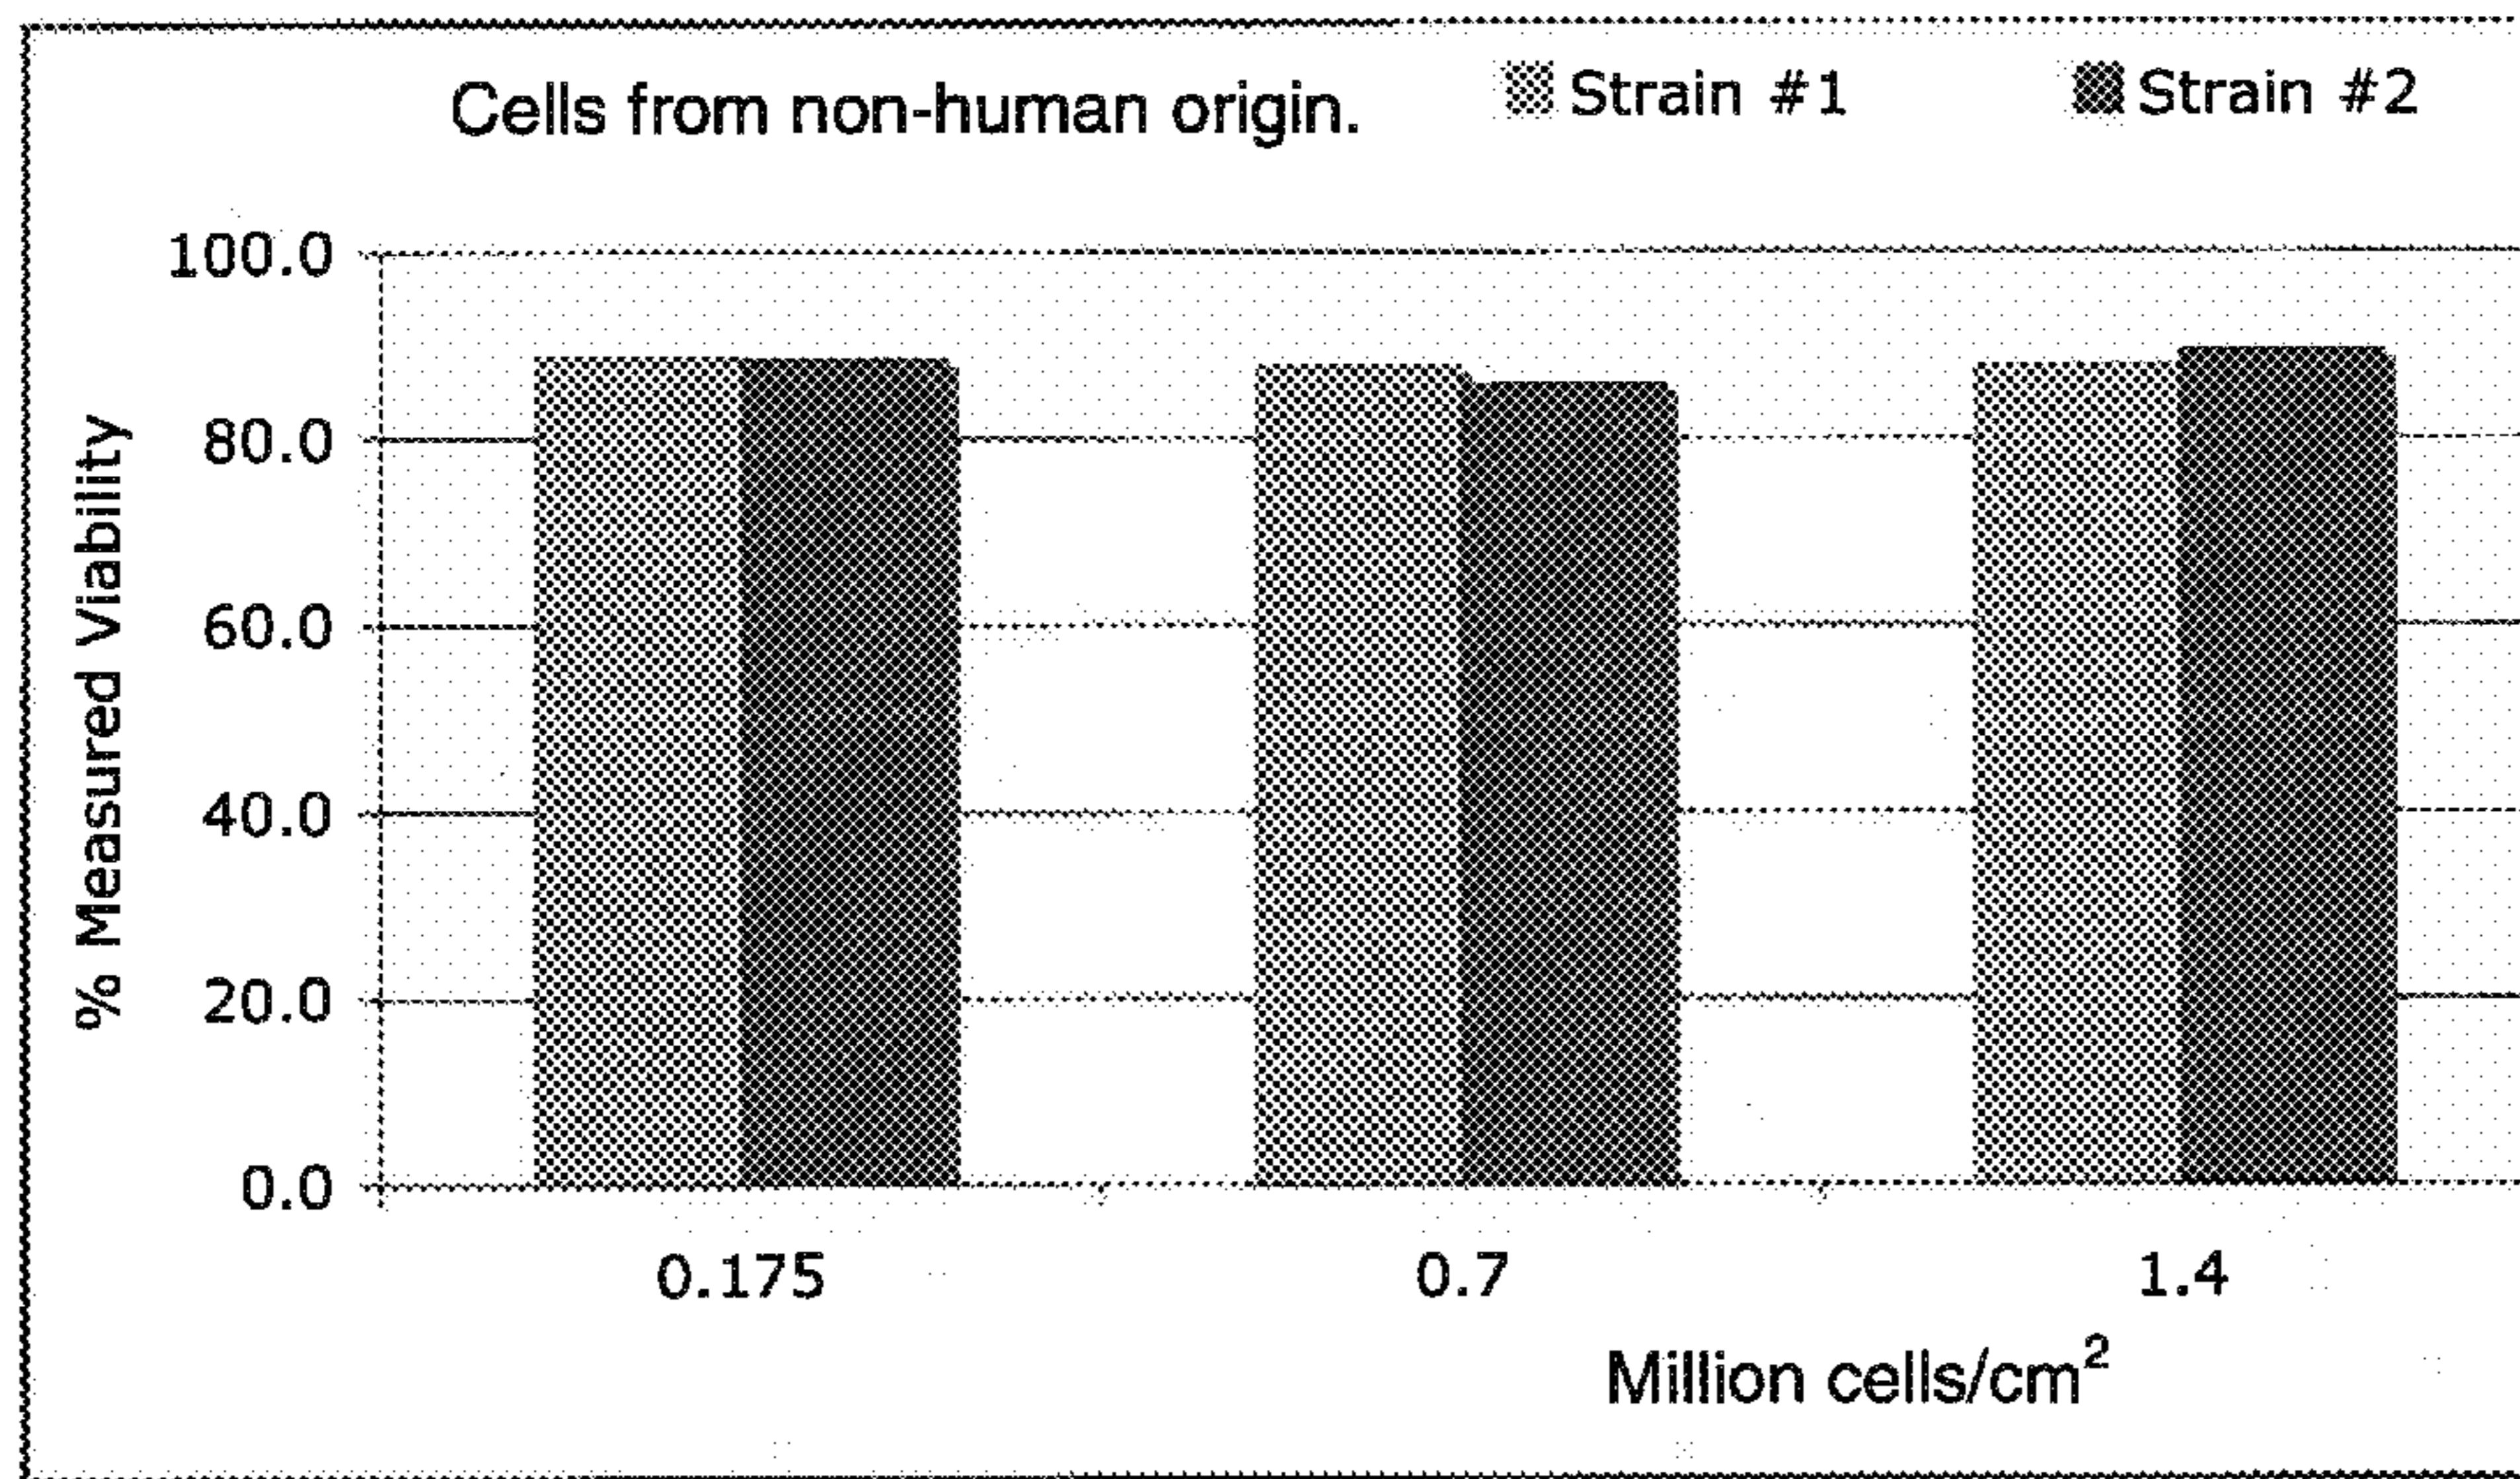 Cells from non-human origin.
Strain #1
Strain #2
% Measured Viability
100.0
80.0
60.0
40.0
20.0
0.0
0.175
0.7
1.4
Million cells/cm²